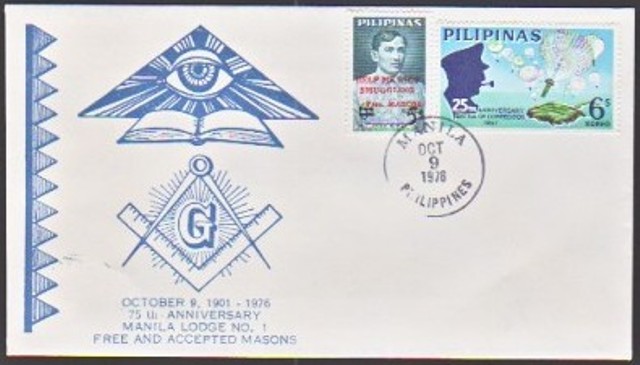 PILIPINAS
PILIPINAS
25TH ANNIVERSARY
1967
6s
MANILA
OCT
9
1976
PHILIPPINES
G
OCTOBER 9, 1901 - 1976
75 th ANNIVERSARY
MANILA LODGE NO. 1
FREE AND ACCEPTED MASONS